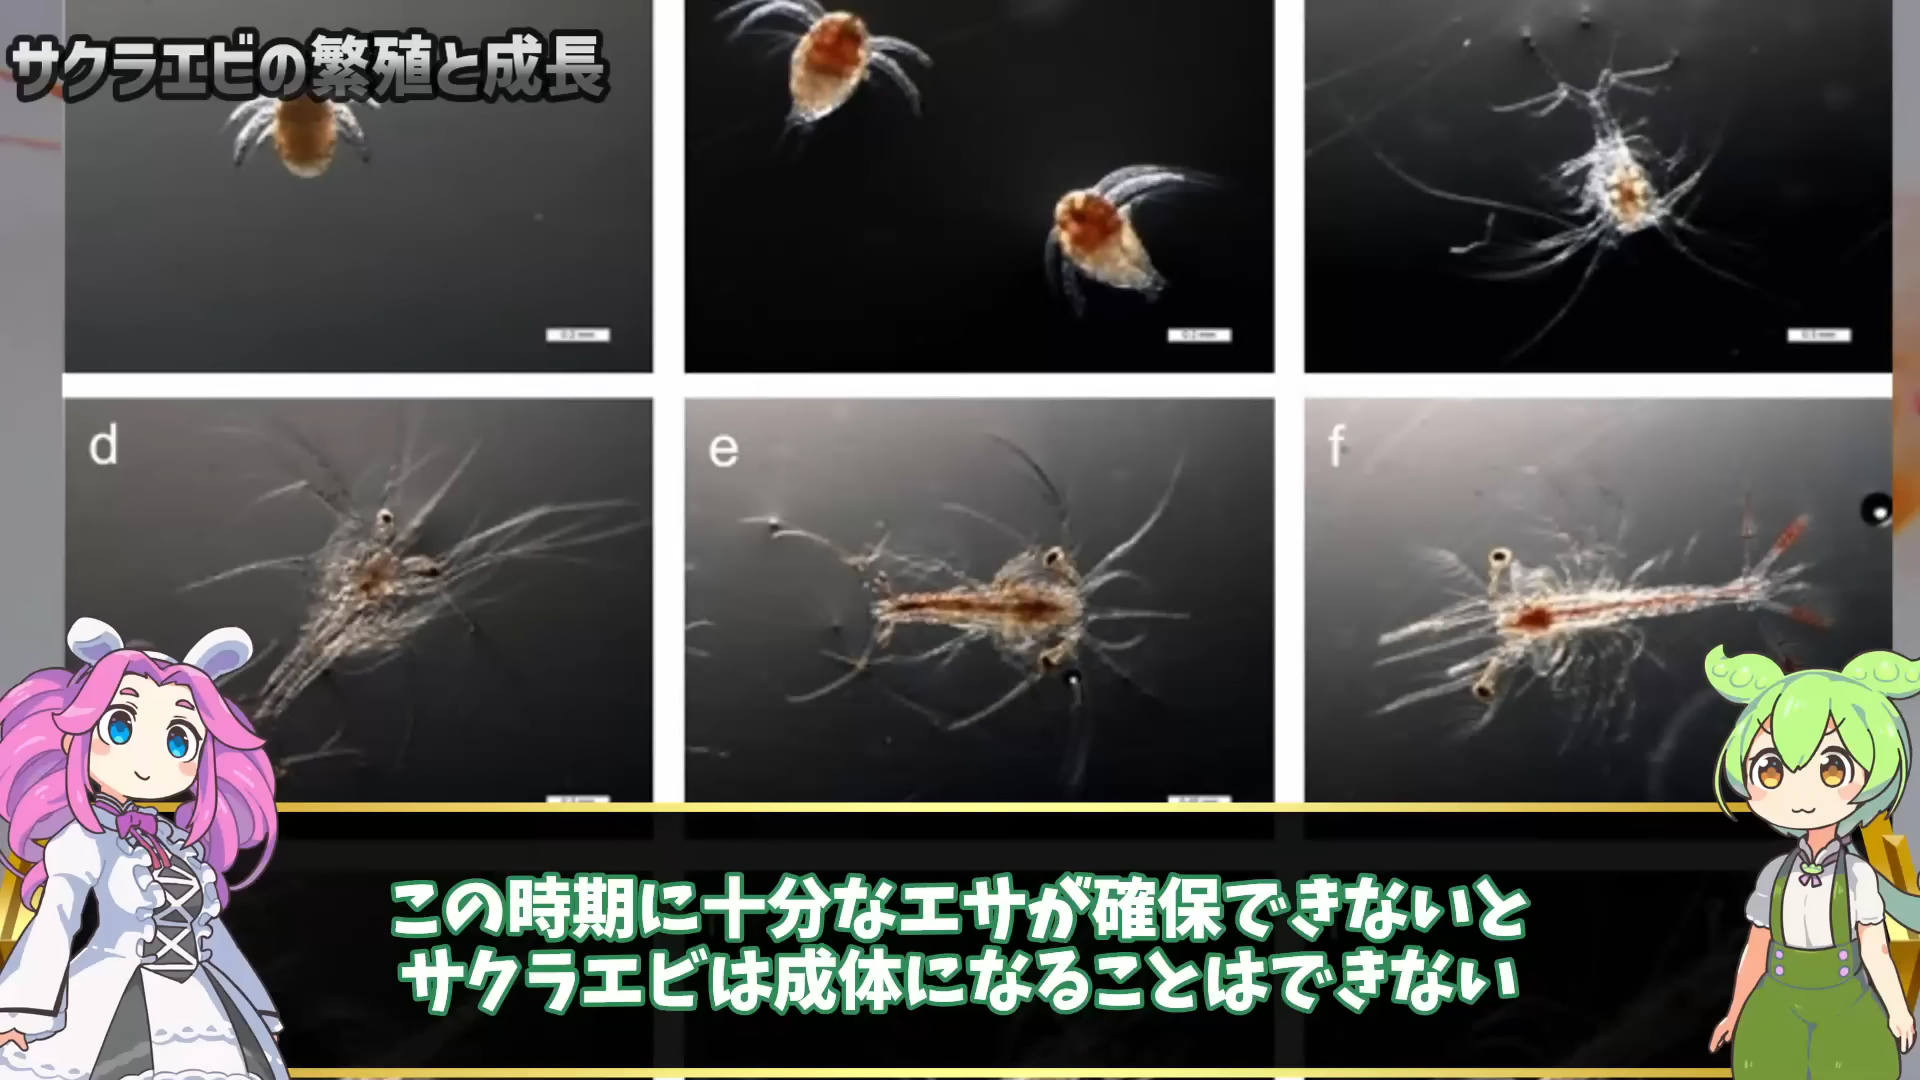 サクラエビの繁殖と成長
d
e
f
この時期に十分なエサが確保できないと
サクラエビは成体になることはできない